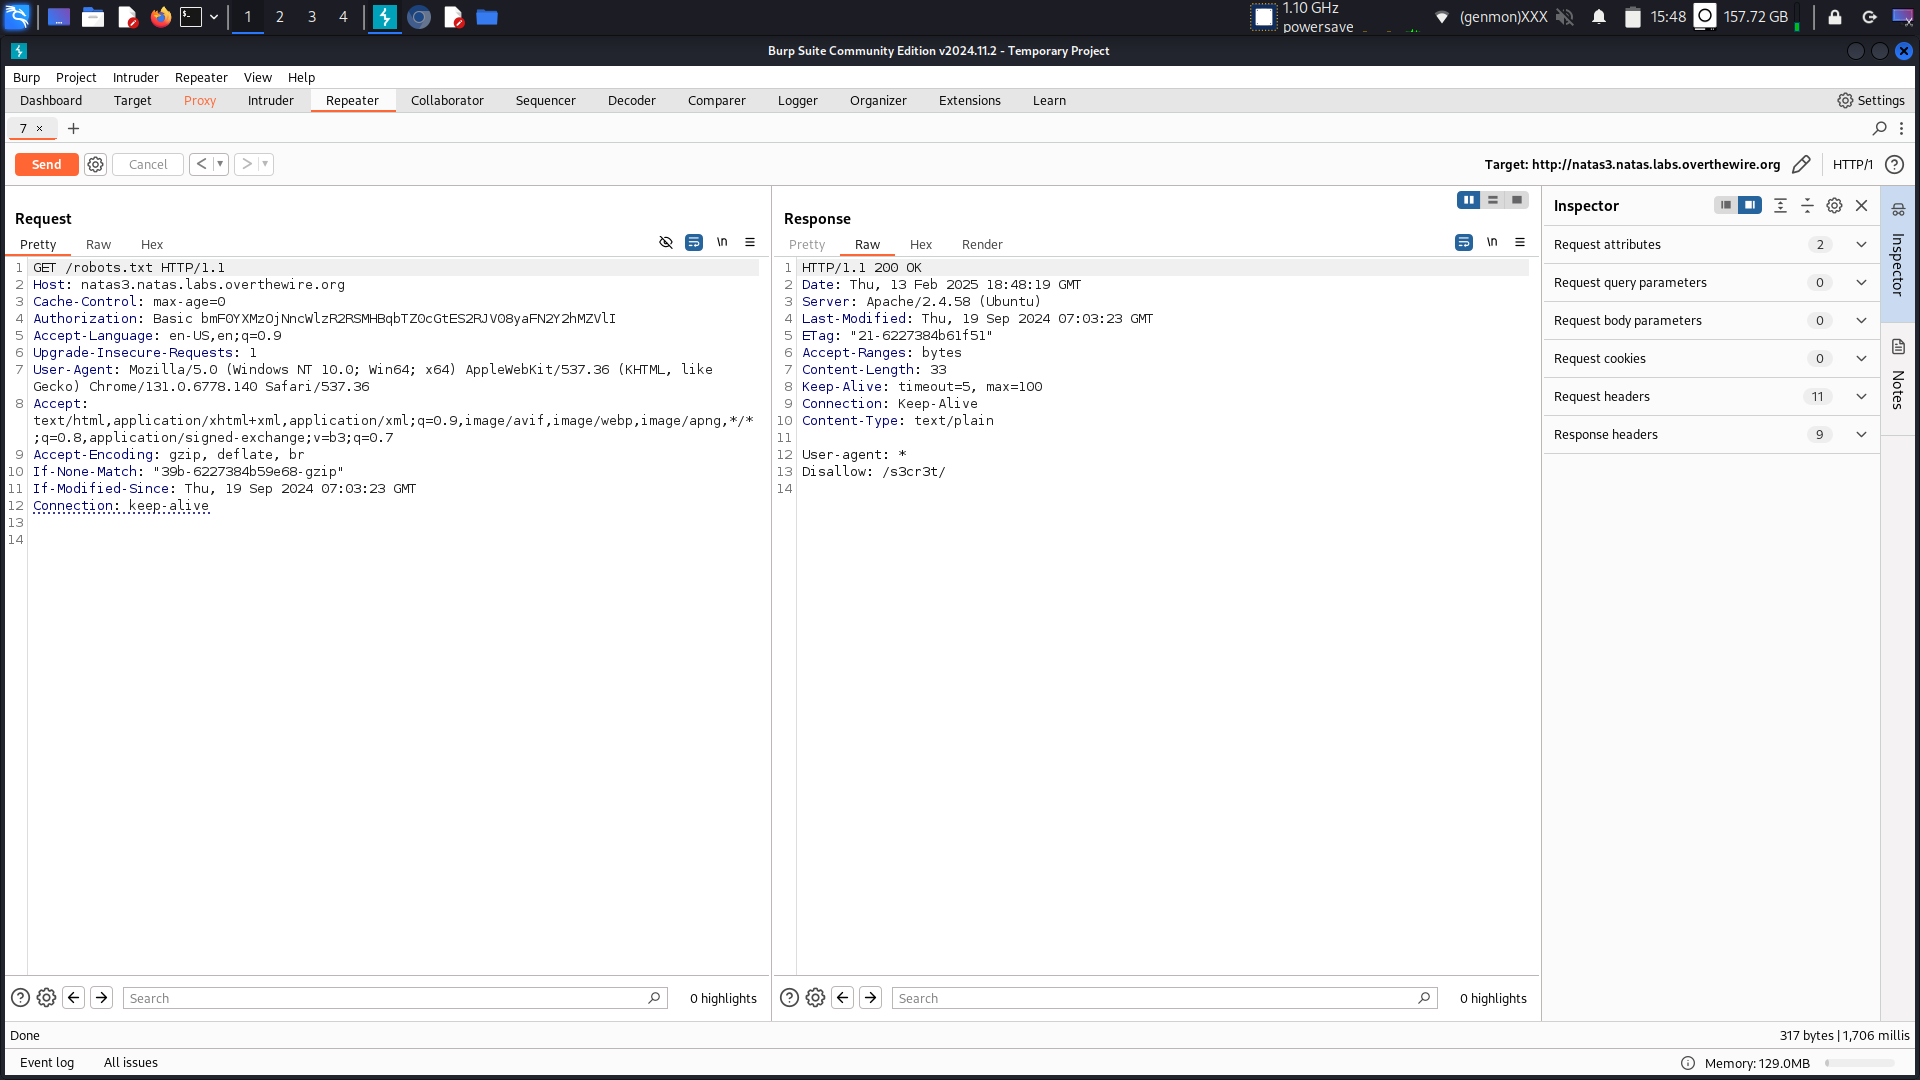 1 2 3 4
1.10 GHz
powersave
(genmon)XXX
15:48
157.72 GB
Burp Suite Community Edition v2024.11.2 - Temporary Project
Burp Project Intruder Repeater View Help
Dashboard Target Proxy Intruder Repeater Collaborator Sequencer Decoder Comparer Logger Organizer Extensions Learn Settings
7 × +
Send Cancel < >
Target: http://natas3.natas.labs.overthewire.org HTTP/1
Request
Pretty Raw Hex \n
1 GET /robots.txt HTTP/1.1
2 Host: natas3.natas.labs.overthewire.org
3 Cache-Control: max-age=0
4 Authorization: Basic bmF0YXMzOjNncWlzR2RSMHBqbTZ0cGtES2RJV08yaFN2Y2hMZVlI
5 Accept-Language: en-US,en;q=0.9
6 Upgrade-Insecure-Requests: 1
7 User-Agent: Mozilla/5.0 (Windows NT 10.0; Win64; x64) AppleWebKit/537.36 (KHTML, like
Gecko) Chrome/131.0.6778.140 Safari/537.36
8 Accept:
text/html,application/xhtml+xml,application/xml;q=0.9,image/avif,image/webp,image/apng,*/*
;q=0.8,application/signed-exchange;v=b3;q=0.7
9 Accept-Encoding: gzip, deflate, br
10 If-None-Match: "39b-6227384b59e68-gzip"
11 If-Modified-Since: Thu, 19 Sep 2024 07:03:23 GMT
12 Connection: keep-alive
13
14
Search
0 highlights
Response
Pretty Raw Hex Render \n
1 HTTP/1.1 200 OK
2 Date: Thu, 13 Feb 2025 18:48:19 GMT
3 Server: Apache/2.4.58 (Ubuntu)
4 Last-Modified: Thu, 19 Sep 2024 07:03:23 GMT
5 ETag: "21-6227384b61f51"
6 Accept-Ranges: bytes
7 Content-Length: 33
8 Keep-Alive: timeout=5, max=100
9 Connection: Keep-Alive
10 Content-Type: text/plain
11
12 User-agent: *
13 Disallow: /s3cr3t/
14
Search
0 highlights
Inspector
Request attributes 2
Request query parameters 0
Request body parameters 0
Request cookies 0
Request headers 11
Response headers 9
Inspector
Notes
Done
317 bytes | 1,706 millis
Event log All issues
Memory: 129.0MB